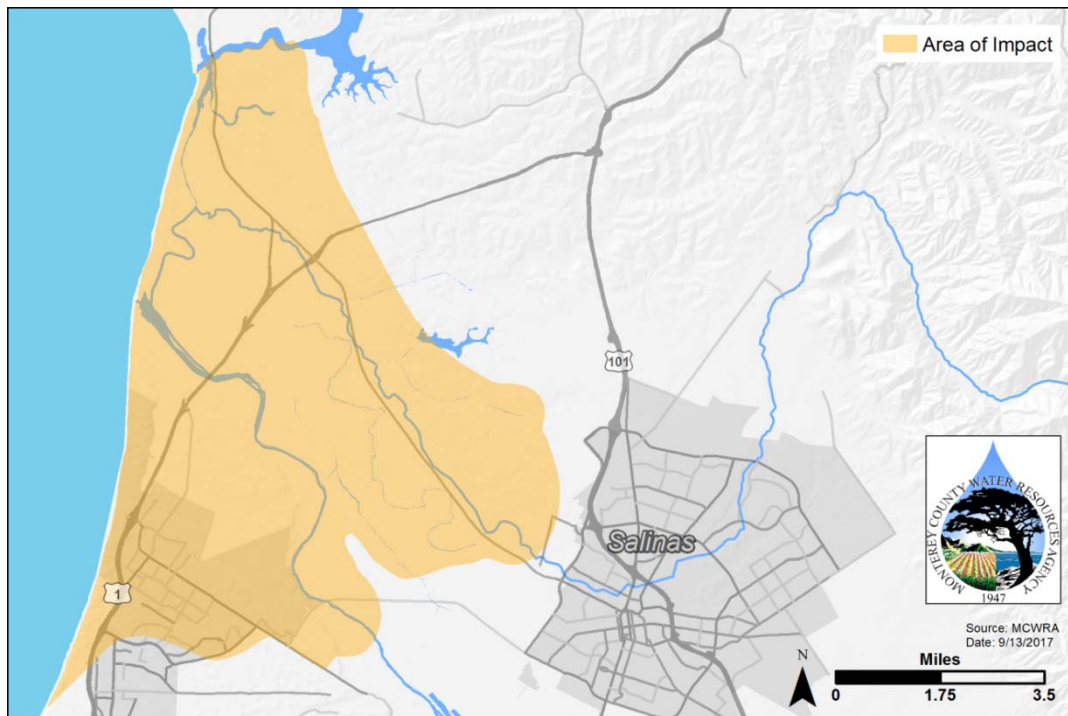 Area of Impact
101
Salinas
1
MONTEREY COUNTY WATER RESOURCES AGENCY
1947
Source: MCWRA
Date: 9/13/2017
N
Miles
0 1.75 3.5